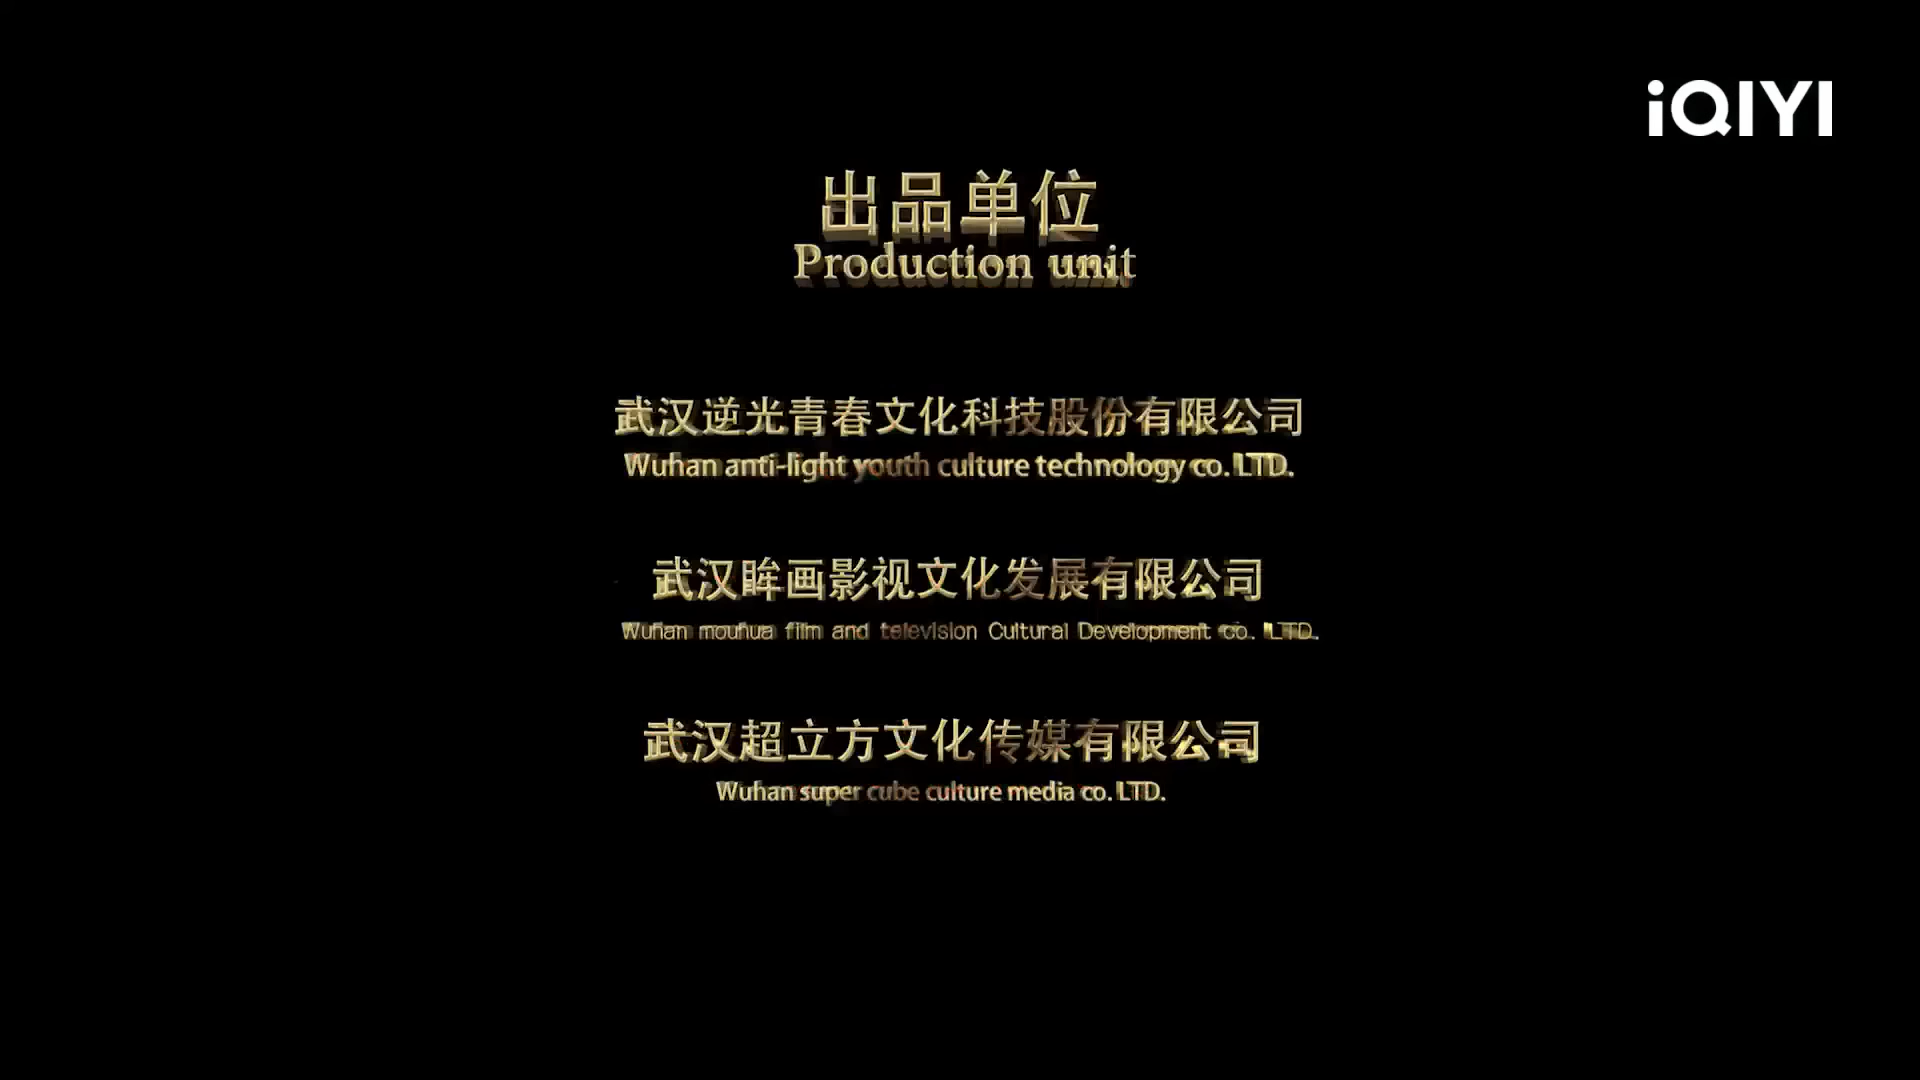 iQIYI
出品单位
Production unit
武汉逆光青春文化科技股份有限公司
Wuhan anti-light youth culture technology co. LTD.
武汉眸画影视文化发展有限公司
Wuhan mouhua film and television Cultural Development co. LTD.
武汉超立方文化传媒有限公司
Wuhan super cube culture media co. LTD.